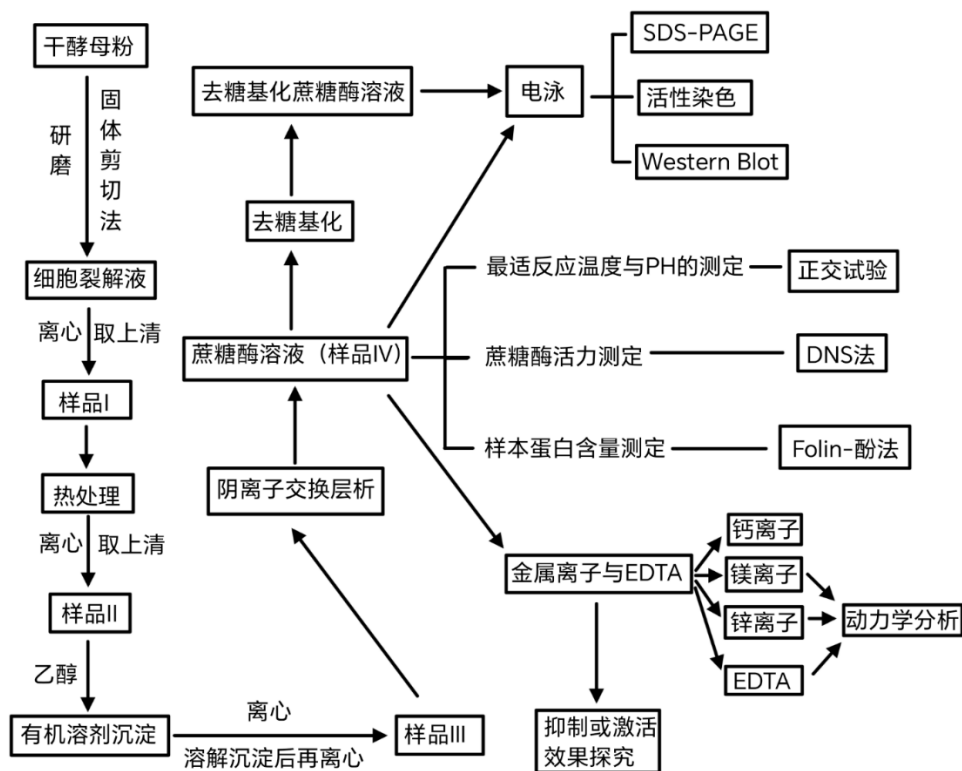 干酵母粉
研磨
固体剪切法
细胞裂解液
离心 取上清
样品I
热处理
离心 取上清
样品II
乙醇
有机溶剂沉淀
离心
溶解沉淀后再离心
样品III
阴离子交换层析
蔗糖酶溶液（样品IV)
去糖基化
去糖基化蔗糖酶溶液
电泳
SDS-PAGE
活性染色
Western Blot
最适反应温度与PH的测定
正交试验
蔗糖酶活力测定
DNS法
样本蛋白含量测定
Folin-酚法
金属离子与EDTA
钙离子
镁离子
锌离子
EDTA
动力学分析
抑制或激活
效果探究